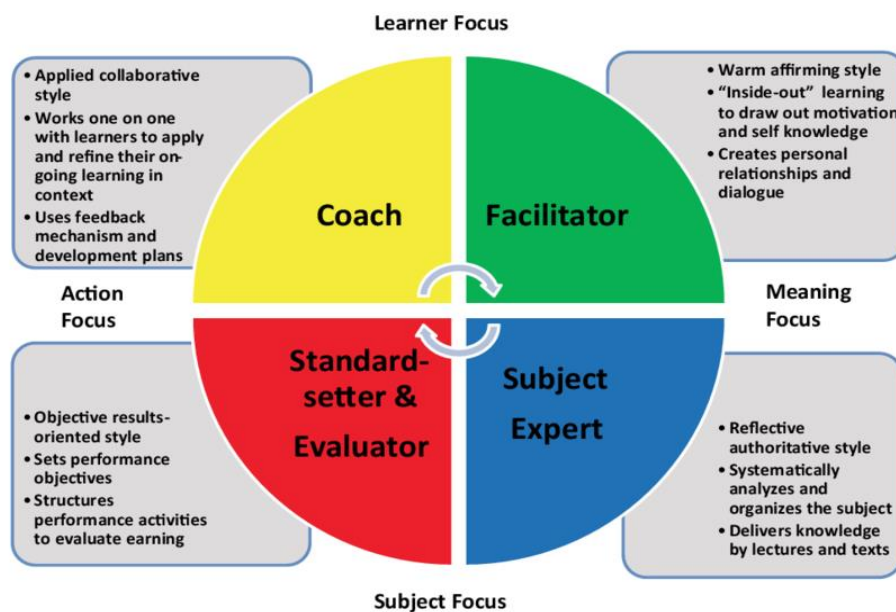 Learner Focus
• Applied collaborative
style
• Works one on one
with learners to apply
and refine their on-
going learning in
context
• Uses feedback
mechanism and
development plans
• Warm affirming style
• “Inside-out” learning
to draw out motivation
and self knowledge
• Creates personal
relationships and
dialogue
Coach
Facilitator
Action
Focus
Meaning
Focus
Standard-
setter &
Evaluator
Subject
Expert
• Objective results-
oriented style
• Sets performance
objectives
• Structures
performance activities
to evaluate earning
• Reflective
authoritative style
• Systematically
analyzes and
organizes the subject
• Delivers knowledge
by lectures and texts
Subject Focus